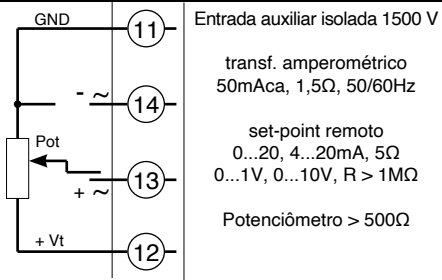 GND
11
Entrada auxiliar isolada 1500 V
transf. amperométrico
50mAca, 1,5Ω, 50/60Hz
- ~
14
set-point remoto
Pot
0...20, 4...20mA, 5Ω
13
0...1V, 0...10V, R > 1MΩ
+ ~
Potenciômetro > 500Ω
+ Vt
12